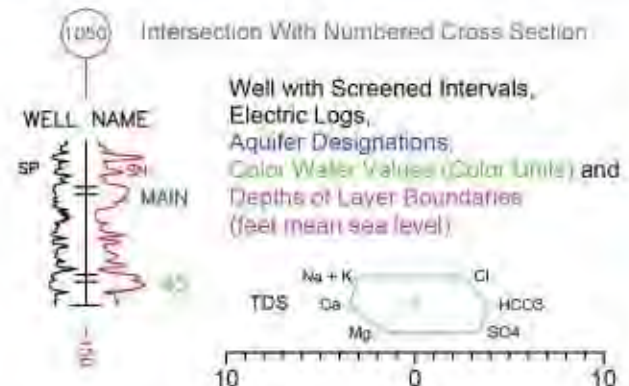 1050
Intersection With Numbered Cross Section
WELL NAME
SP
SN
MAIN
45
Well with Screened Intervals,
Electric Logs,
Aquifer Designations,
Color Water Values (Color Units) and
Depths of Layer Boundaries
(feet mean sea level)
Na + K
Cl
TDS
Ca
HCO3
Mg
SO4
10
0
10